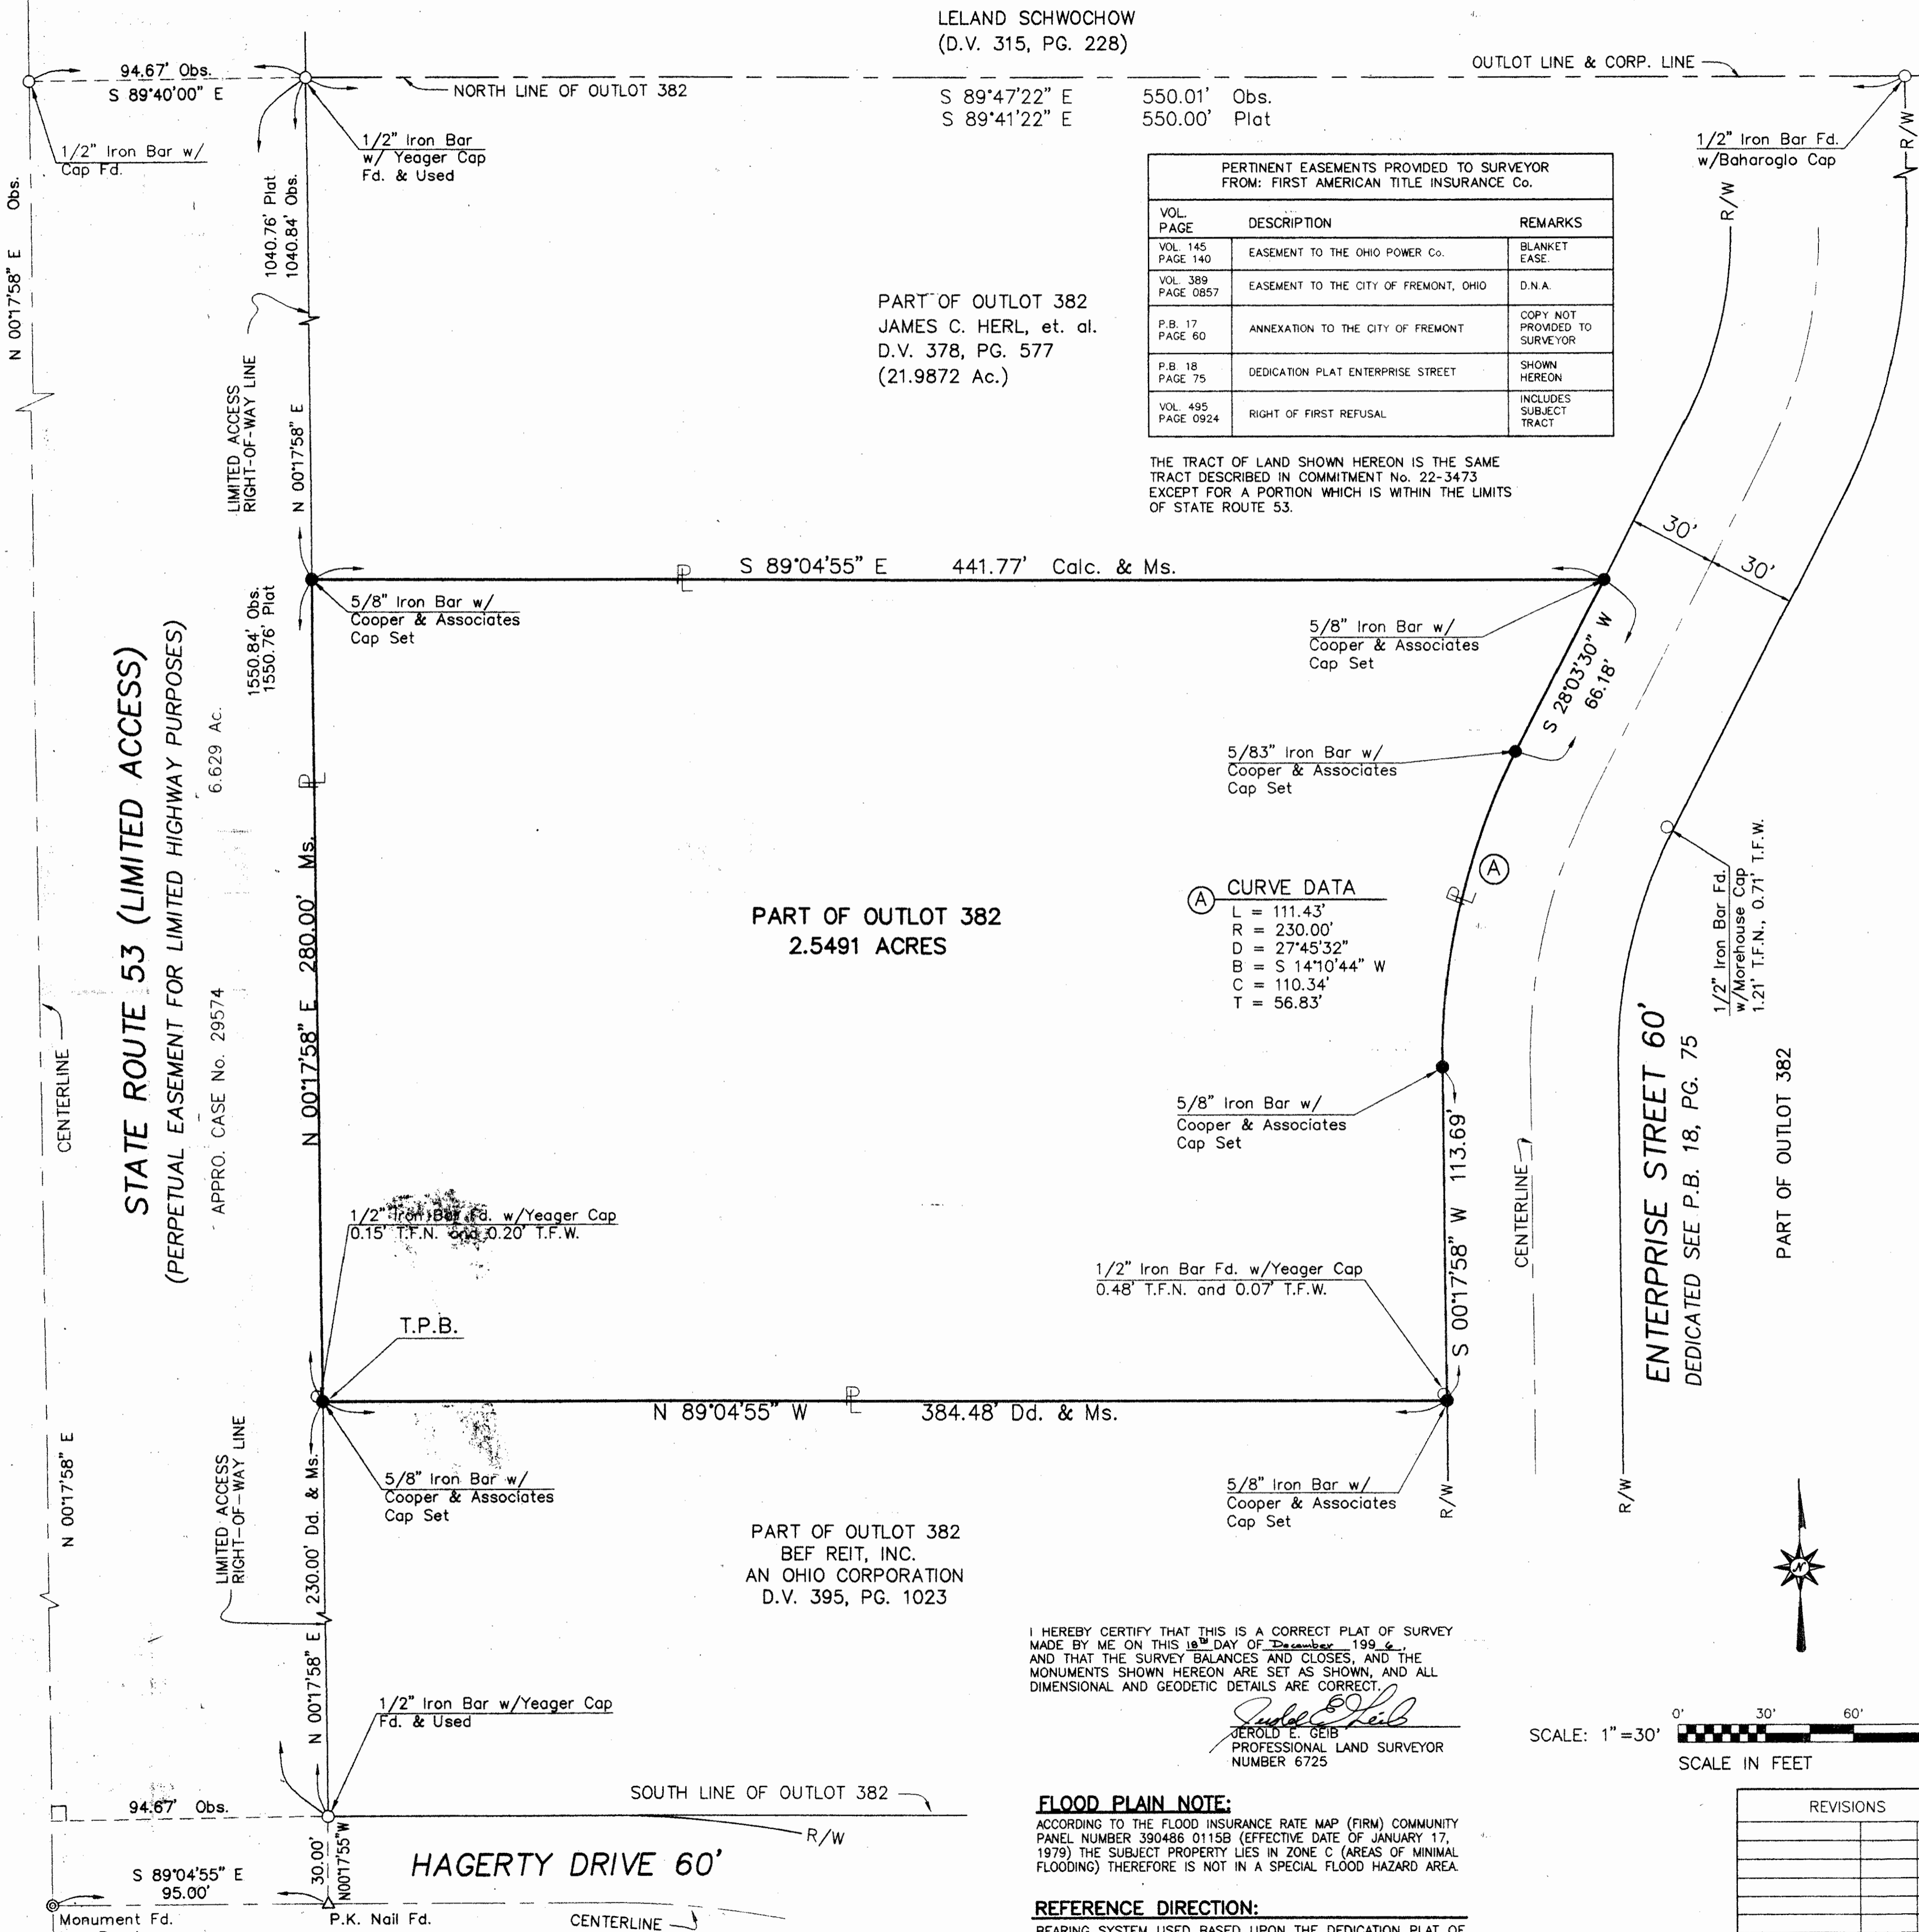 LELAND SCHWOCHOW
(D.V. 315, PG. 228)
OUTLOT LINE & CORP. LINE
94.67' Obs.
S 89°40'00" E
NORTH LINE OF OUTLOT 382
S 89°47'22" E 550.01' Obs.
S 89°41'22" E 550.00' Plat
1/2" Iron Bar w/
Cap Fd.
1/2" Iron Bar
w/ Yeager Cap
Fd. & Used
1/2" Iron Bar Fd.
w/Baharoglo Cap
R/W
R/W
N 00°17'58" E Obs.
1040.76' Plat
1040.84' Obs.
PERTINENT EASEMENTS PROVIDED TO SURVEYOR
FROM: FIRST AMERICAN TITLE INSURANCE Co.
VOL.
PAGE
DESCRIPTION
REMARKS
VOL. 145
PAGE 140
EASEMENT TO THE OHIO POWER Co.
BLANKET
EASE.
VOL. 389
PAGE 0857
EASEMENT TO THE CITY OF FREMONT, OHIO
D.N.A.
P.B. 17
PAGE 60
ANNEXATION TO THE CITY OF FREMONT
COPY NOT
PROVIDED TO
SURVEYOR
P.B. 18
PAGE 75
DEDICATION PLAT ENTERPRISE STREET
SHOWN
HEREON
VOL. 495
PAGE 0924
RIGHT OF FIRST REFUSAL
INCLUDES
SUBJECT
TRACT
PART OF OUTLOT 382
JAMES C. HERL, et. al.
D.V. 378, PG. 577
(21.9872 Ac.)
LIMITED ACCESS
RIGHT-OF-WAY LINE
N 00°17'58" E
THE TRACT OF LAND SHOWN HEREON IS THE SAME
TRACT DESCRIBED IN COMMITMENT No. 22-3473
EXCEPT FOR A PORTION WHICH IS WITHIN THE LIMITS
OF STATE ROUTE 53.
30'
30'
S 89°04'55" E 441.77' Calc. & Ms.
PL
1550.84' Obs.
1550.76' Plat
5/8" Iron Bar w/
Cooper & Associates
Cap Set
5/8" Iron Bar w/
Cooper & Associates
Cap Set
S 28°03'30" W
66.18'
STATE ROUTE 53 (LIMITED ACCESS)
(PERPETUAL EASEMENT FOR LIMITED HIGHWAY PURPOSES)
APPRO. CASE No. 29574 6.629 Ac.
5/83" Iron Bar w/
Cooper & Associates
Cap Set
PL
N 00°17'58" E 280.00' Ms.
PART OF OUTLOT 382
2.5491 ACRES
A
CURVE DATA
L = 111.43'
R = 230.00'
D = 27°45'32"
B = S 14°10'44" W
C = 110.34'
T = 56.83'
A
PL
1/2" Iron Bar Fd.
w/Morehouse Cap
1.21' T.F.N., 0.71' T.F.W.
CENTERLINE
5/8" Iron Bar w/
Cooper & Associates
Cap Set
S 00°17'58" W 113.69'
CENTERLINE
ENTERPRISE STREET 60'
DEDICATED SEE P.B. 18, PG. 75
PART OF OUTLOT 382
1/2" Iron Bar Fd. w/Yeager Cap
0.15' T.F.N. and 0.20' T.F.W.
1/2" Iron Bar Fd. w/Yeager Cap
0.48' T.F.N. and 0.07' T.F.W.
T.P.B.
N 89°04'55" W 384.48' Dd. & Ms.
PL
N 00°17'58" E
LIMITED ACCESS
RIGHT-OF-WAY LINE
N 00°17'58" E 230.00' Dd. & Ms.
5/8" Iron Bar w/
Cooper & Associates
Cap Set
5/8" Iron Bar w/
Cooper & Associates
Cap Set
R/W
R/W
PART OF OUTLOT 382
BEF REIT, INC.
AN OHIO CORPORATION
D.V. 395, PG. 1023
N
I HEREBY CERTIFY THAT THIS IS A CORRECT PLAT OF SURVEY
MADE BY ME ON THIS 18TH DAY OF December 1996,
AND THAT THE SURVEY BALANCES AND CLOSES, AND THE
MONUMENTS SHOWN HEREON ARE SET AS SHOWN, AND ALL
DIMENSIONAL AND GEODETIC DETAILS ARE CORRECT.
Jerold E. Geib
JEROLD E. GEIB
PROFESSIONAL LAND SURVEYOR
NUMBER 6725
1/2" Iron Bar w/Yeager Cap
Fd. & Used
SCALE: 1"=30'
0' 30' 60'
SCALE IN FEET
94.67' Obs.
SOUTH LINE OF OUTLOT 382
R/W
FLOOD PLAIN NOTE:
ACCORDING TO THE FLOOD INSURANCE RATE MAP (FIRM) COMMUNITY
PANEL NUMBER 390486 0115B (EFFECTIVE DATE OF JANUARY 17,
1979) THE SUBJECT PROPERTY LIES IN ZONE C (AREAS OF MINIMAL
FLOODING) THEREFORE IS NOT IN A SPECIAL FLOOD HAZARD AREA.
REVISIONS
HAGERTY DRIVE 60'
30.00'
N00°17'55"W
S 89°04'55" E
95.00'
Monument Fd.
P.K. Nail Fd.
CENTERLINE
REFERENCE DIRECTION:
BEARING SYSTEM USED BASED UPON THE DEDICATION PLAT OF